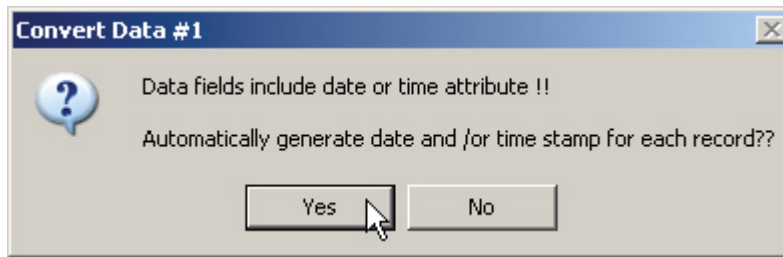 Convert Data #1
Data fields include date or time attribute !!
Automatically generate date and /or time stamp for each record??
Yes No